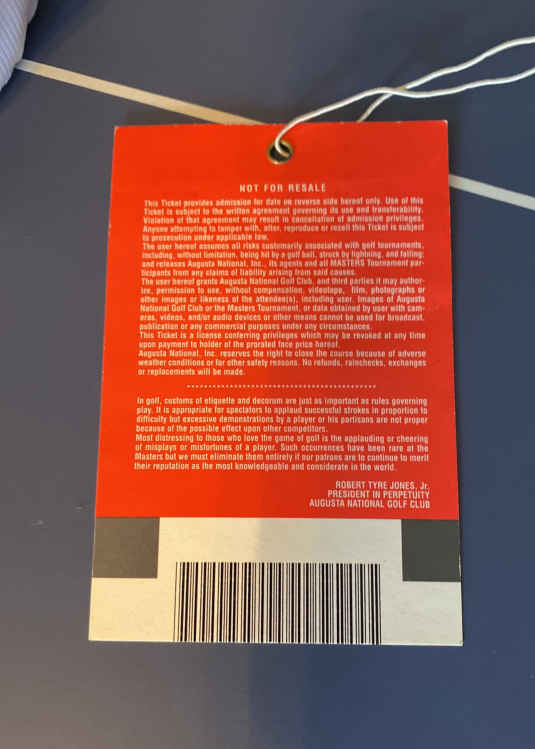 NOT FOR RESALE
This Ticket provides admission for date on reverse side hereof only. Use of this
Ticket is subject to the written agreement governing its use and transferability.
Violation of that agreement may result in cancellation of admission privileges.
Anyone attempting to tamper with, alter, reproduce or resell this Ticket is subject
to prosecution under applicable law.
The user hereof assumes all risks customarily associated with golf tournaments,
including, without limitation, being hit by a golf ball, struck by lightning, and falling;
and releases Augusta National, Inc., its agents and all MASTERS Tournament par-
ticipants from any claims of liability arising from said causes.
The user hereof grants Augusta National Golf Club, and third parties it may author-
ize, permission to use, without compensation, videotape, film, photographs or
other images or likeness of the attendee(s), including user. Images of Augusta
National Golf Club or the Masters Tournament, or data obtained by user with cam-
eras, videos, and/or audio devices or other means cannot be used for broadcast,
publication or any commercial purposes under any circumstances.
This Ticket is a license conferring privileges which may be revoked at any time
upon payment to holder of the prorated face price hereof.
Augusta National, Inc. reserves the right to close the course because of adverse
weather conditions or for other safety reasons. No refunds, rainchecks, exchanges
or replacements will be made.
In golf, customs of etiquette and decorum are just as important as rules governing
play. It is appropriate for spectators to applaud successful strokes in proportion to
difficulty but excessive demonstrations by a player or his partisans are not proper
because of the possible effect upon other competitors.
Most distressing to those who love the game of golf is the applauding or cheering
of misplays or misfortunes of a player. Such occurrences have been rare at the
Masters but we must eliminate them entirely if our patrons are to continue to merit
their reputation as the most knowledgeable and considerate in the world.
ROBERT TYRE JONES, Jr.
PRESIDENT IN PERPETUITY
AUGUSTA NATIONAL GOLF CLUB